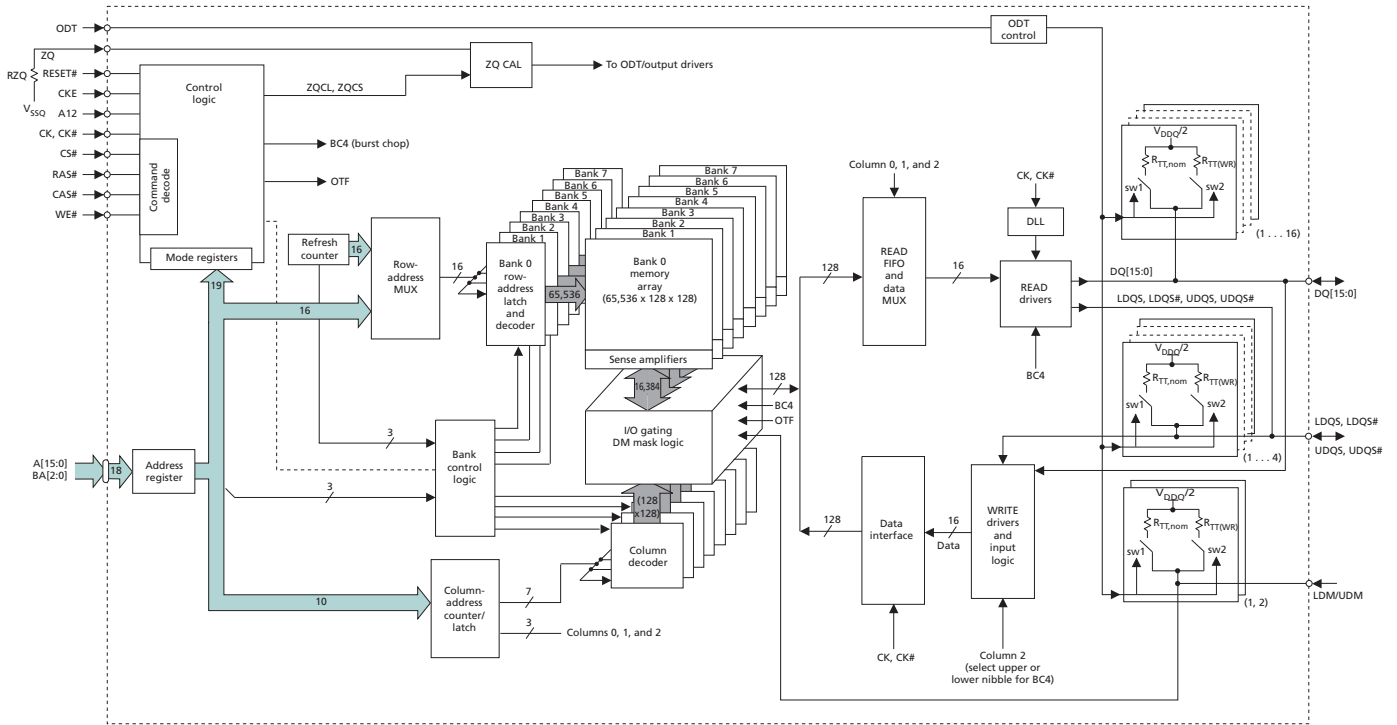 ODT
ODT
control
ZQ
RZQ
ZQ CAL
To ODT/output drivers
RESET#
CKE
VSSQ
A12
CK, CK#
CS#
RAS#
CAS#
WE#
Control
logic
Command
decode
Mode registers
ZQCL, ZQCS
BC4 (burst chop)
OTF
Refresh
counter
16
Row-
address
MUX
16
19
16
Bank 7
Bank 6
Bank 5
Bank 4
Bank 3
Bank 2
Bank 1
Bank 0
row-
address
latch
and
decoder
65,536
Bank 7
Bank 6
Bank 5
Bank 4
Bank 3
Bank 2
Bank 1
Bank 0
memory
array
(65,536 x 128 x 128)
Sense amplifiers
16,384
I/O gating
DM mask logic
128
BC4
OTF
(128
x128)
Column
decoder
3
3
Bank
control
logic
A[15:0]
BA[2:0]
18
Address
register
10
Column-
address
counter/
latch
7
3
Columns 0, 1, and 2
Column 0, 1, and 2
128
READ
FIFO
and
data
MUX
16
CK, CK#
DLL
READ
drivers
BC4
DQ[15:0]
LDQS, LDQS#, UDQS, UDQS#
128
Data
interface
16
Data
WRITE
drivers
and
input
logic
CK, CK#
Column 2
(select upper or
lower nibble for BC4)
VDDQ/2
RTT,nom
RTT(WR)
sw1
sw2
(1 . . . 16)
DQ[15:0]
VDDQ/2
RTT,nom
RTT(WR)
sw1
sw2
(1 . . . 4)
LDQS, LDQS#
UDQS, UDQS#
VDDQ/2
RTT,nom
RTT(WR)
sw1
sw2
(1, 2)
LDM/UDM